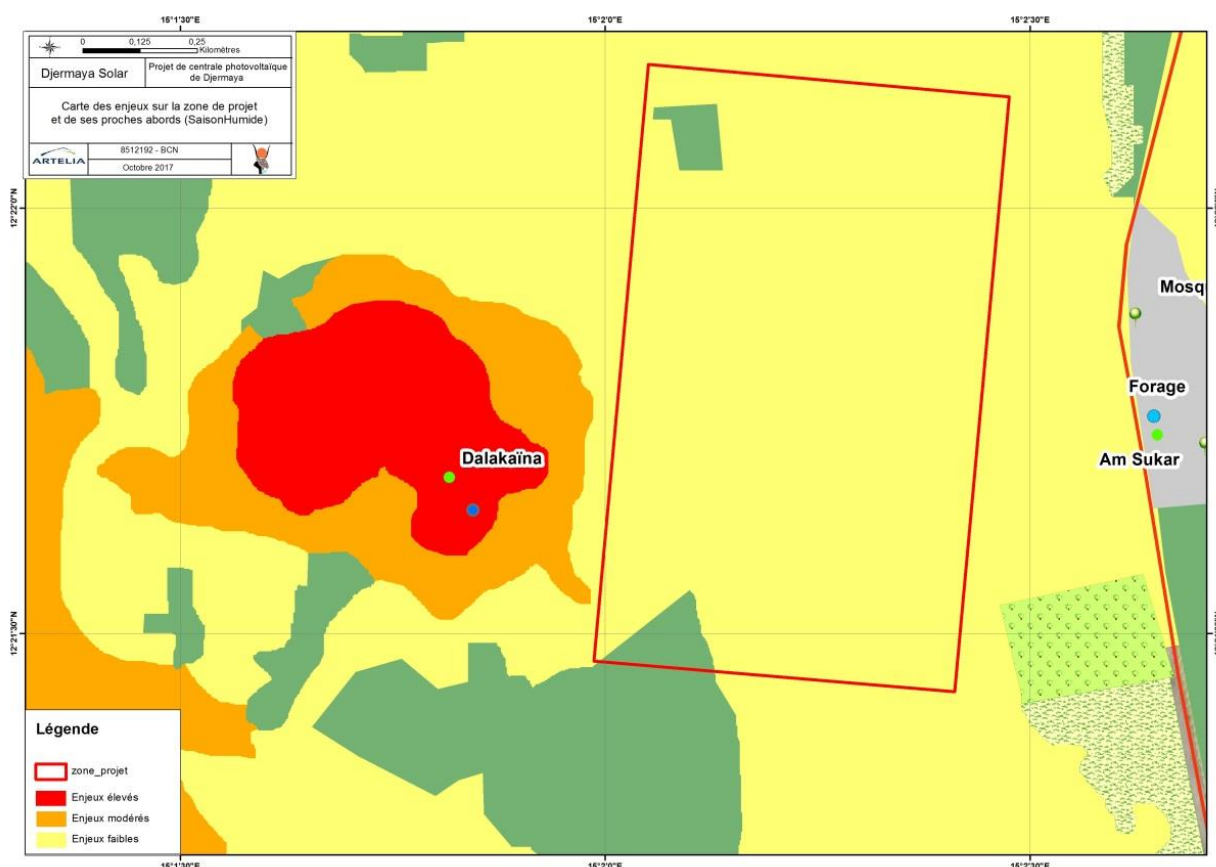 15°1'30"E
15°2'0"E
15°2'30"E
0 0,125 0,25
Kilomètres
Djermaya Solar
Projet de centrale photovoltaïque
de Djermaya
Carte des enjeux sur la zone de projet
et de ses proches abords (SaisonHumide)
ARTELIA
8512192 - BCN
Octobre 2017
12°22'0"N
Mosq
Forage
Am Sukar
Dalakaïna
12°21'30"N
Légende
zone_projet
Enjeux élevés
Enjeux modérés
Enjeux faibles
15°1'30"E
15°2'0"E
15°2'30"E